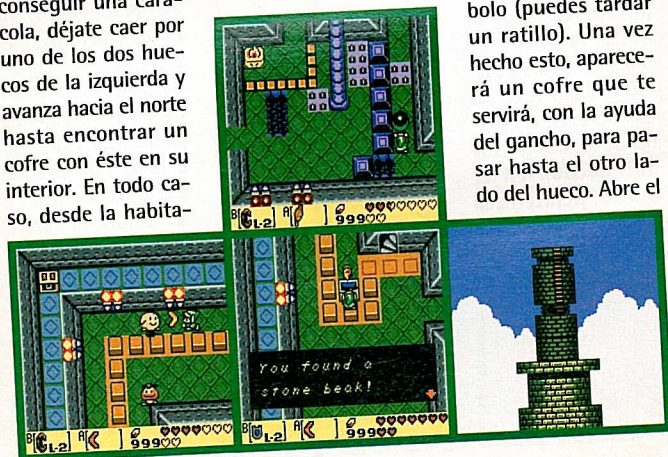 conseguir una cara-
cola, déjate caer por
uno de los dos hue-
cos de la izquierda y
avanza hacia el norte
hasta encontrar un
cofre con éste en su
interior. En todo ca-
so, desde la habita-
bolo (puedes tardar
un ratillo). Una vez
hecho esto, aparece-
rá un cofre que te
servirá, con la ayuda
del gancho, para pa-
sar hasta el otro la-
do del hueco. Abre el
B[ L-2] A[ ] 999
B[ L-2] A[ ] 999
You found a
stone beak!
B[ L-2] A[ ] 999